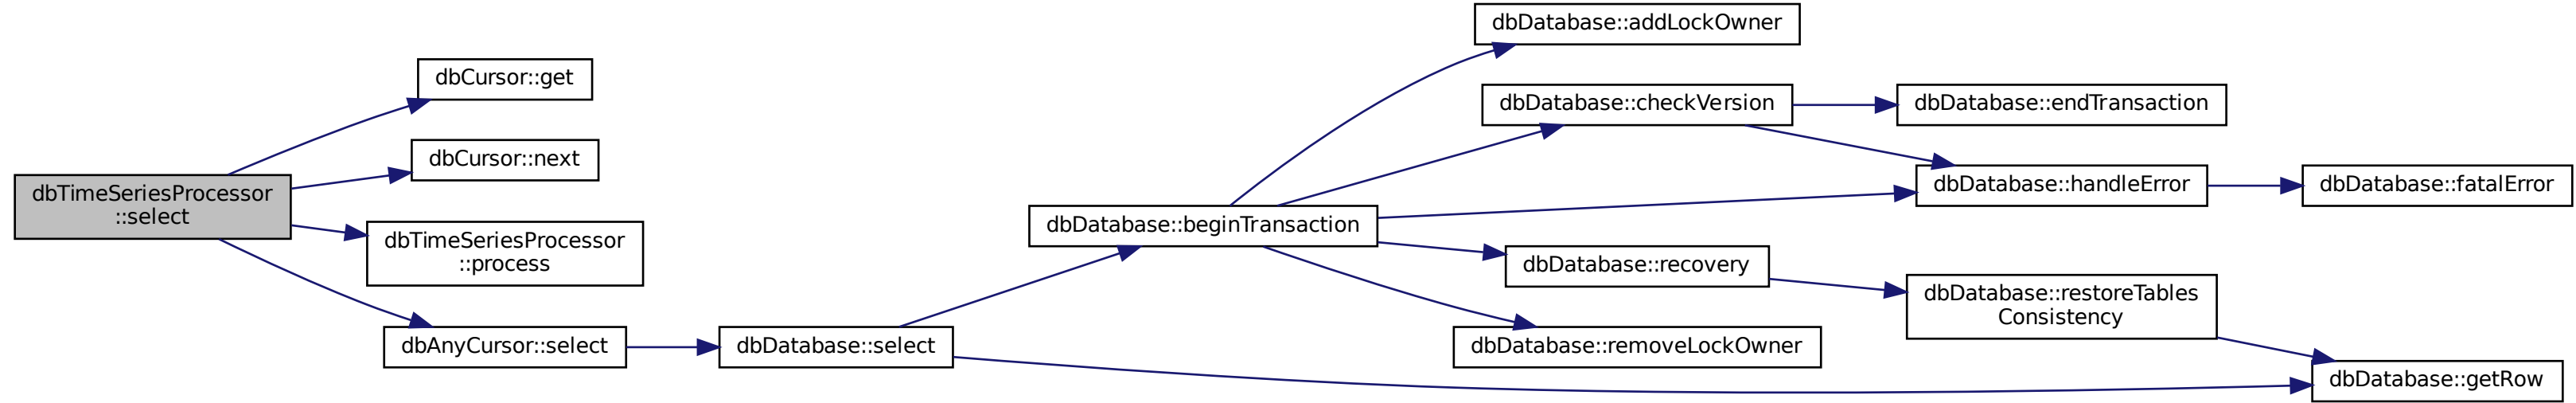 dbTimeSeriesProcessor
::select
dbCursor::get
dbCursor::next
dbTimeSeriesProcessor
::process
dbAnyCursor::select
dbDatabase::select
dbDatabase::beginTransaction
dbDatabase::addLockOwner
dbDatabase::checkVersion
dbDatabase::endTransaction
dbDatabase::handleError
dbDatabase::fatalError
dbDatabase::recovery
dbDatabase::restoreTables
Consistency
dbDatabase::removeLockOwner
dbDatabase::getRow